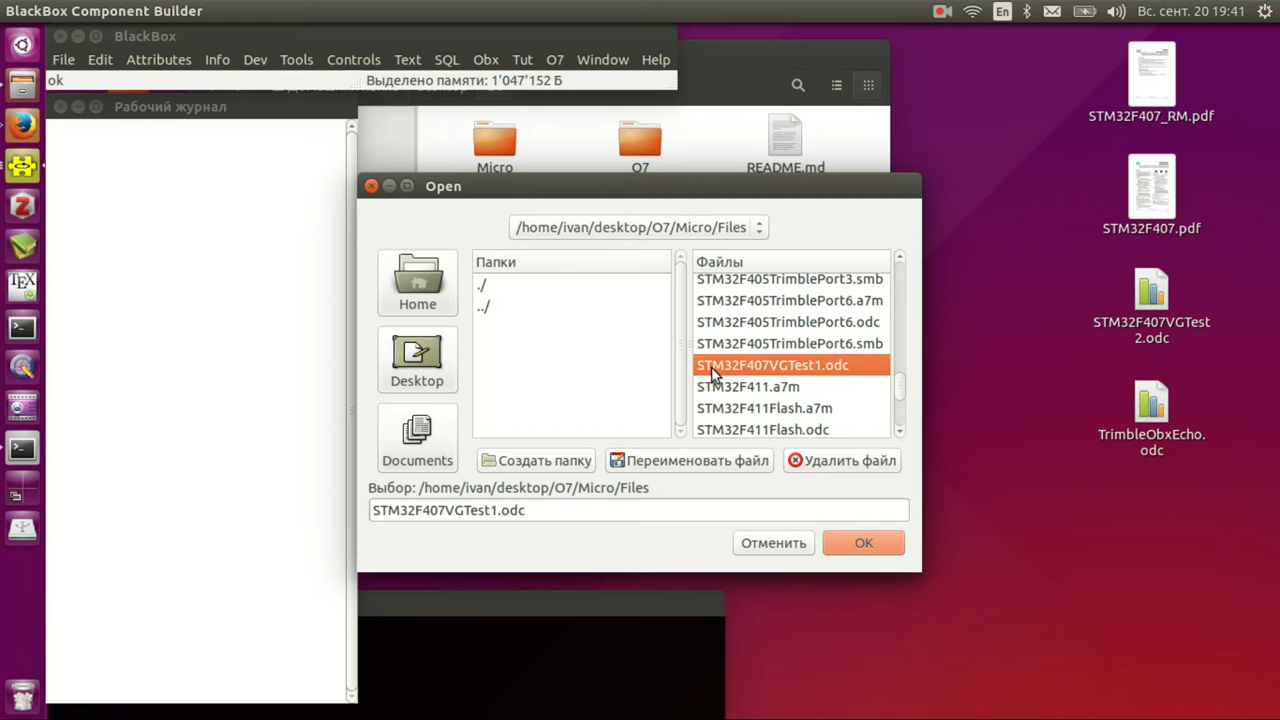 BlackBox Component Builder
En
Вс. сент. 20 19:41
BlackBox
File Edit Attributes Info Dev Tools Controls Text SQL Obx Tut O7 Window Help
ok
Выделено памяти: 1'047'152 Б
Рабочий журнал
Micro
O7
README.md
STM32F407_RM.pdf
STM32F407.pdf
STM32F407VGTest
2.odc
TrimbleObxEcho.
odc
Open
/home/ivan/desktop/O7/Micro/Files
Home
Desktop
Documents
Папки
./
../
Файлы
STM32F405TrimblePort3.smb
STM32F405TrimblePort6.a7m
STM32F405TrimblePort6.odc
STM32F405TrimblePort6.smb
STM32F407VGTest1.odc
STM32F411.a7m
STM32F411Flash.a7m
STM32F411Flash.odc
Создать папку
Переименовать файл
Удалить файл
Выбор: /home/ivan/desktop/O7/Micro/Files
STM32F407VGTest1.odc
Отменить
OK
TEX